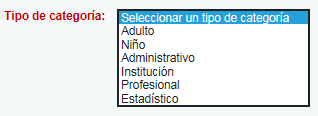 Tipo de categoría: Seleccionar un tipo de categoría
Adulto
Niño
Administrativo
Institución
Profesional
Estadístico